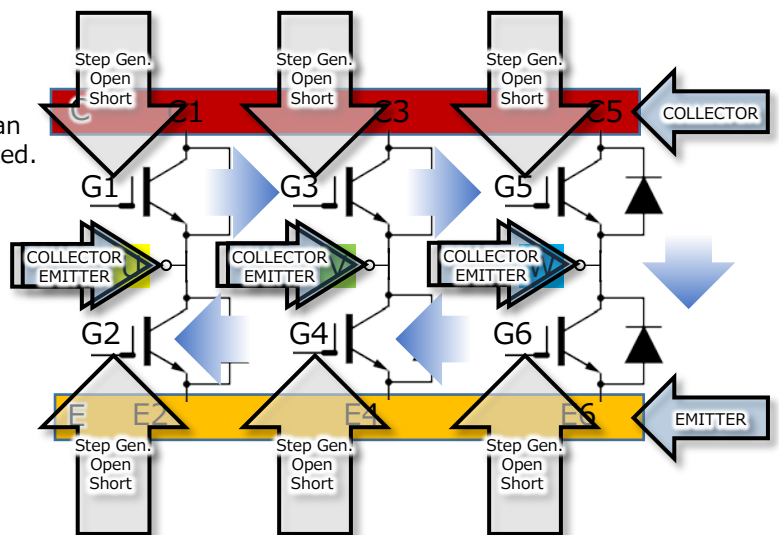 Step Gen.
Open
Short
Step Gen.
Open
Short
Step Gen.
Open
Short
C
C1
C3
C5
COLLECTOR
an
ed.
G1
G3
G5
COLLECTOR
EMITTER
U
COLLECTOR
EMITTER
V
COLLECTOR
EMITTER
W
G2
G4
G6
E
E2
E4
E6
EMITTER
Step Gen.
Open
Short
Step Gen.
Open
Short
Step Gen.
Open
Short